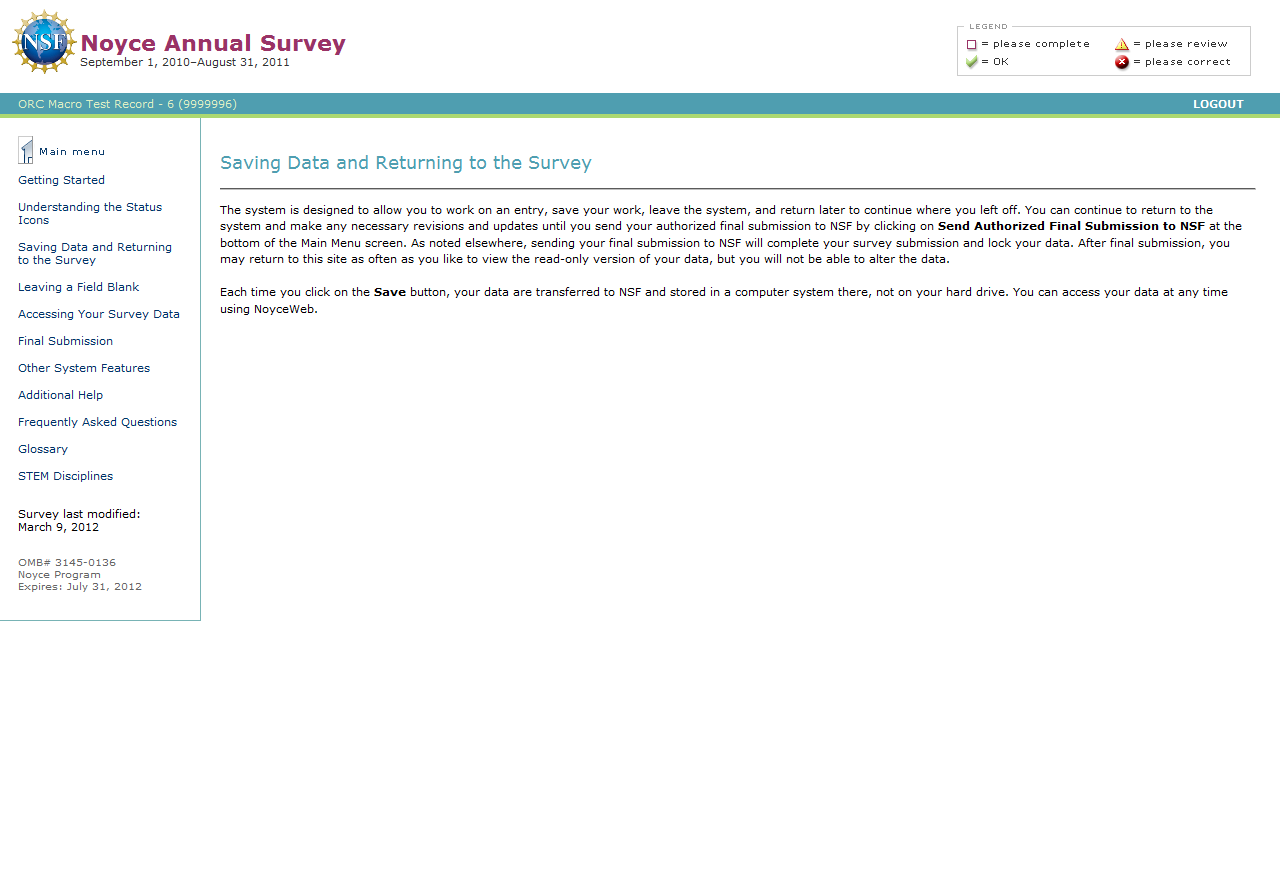 NSF
Noyce Annual Survey
September 1, 2010–August 31, 2011
LEGEND
= please complete
= please review
= OK
= please correct
ORC Macro Test Record - 6 (9999996)
LOGOUT
Main menu
Getting Started
Understanding the Status
Icons
Saving Data and Returning
to the Survey
Leaving a Field Blank
Accessing Your Survey Data
Final Submission
Other System Features
Additional Help
Frequently Asked Questions
Glossary
STEM Disciplines
Survey last modified:
March 9, 2012
OMB# 3145-0136
Noyce Program
Expires: July 31, 2012
Saving Data and Returning to the Survey
The system is designed to allow you to work on an entry, save your work, leave the system, and return later to continue where you left off. You can continue to return to the
system and make any necessary revisions and updates until you send your authorized final submission to NSF by clicking on Send Authorized Final Submission to NSF at the
bottom of the Main Menu screen. As noted elsewhere, sending your final submission to NSF will complete your survey submission and lock your data. After final submission, you
may return to this site as often as you like to view the read-only version of your data, but you will not be able to alter the data.
Each time you click on the Save button, your data are transferred to NSF and stored in a computer system there, not on your hard drive. You can access your data at any time
using NoyceWeb.